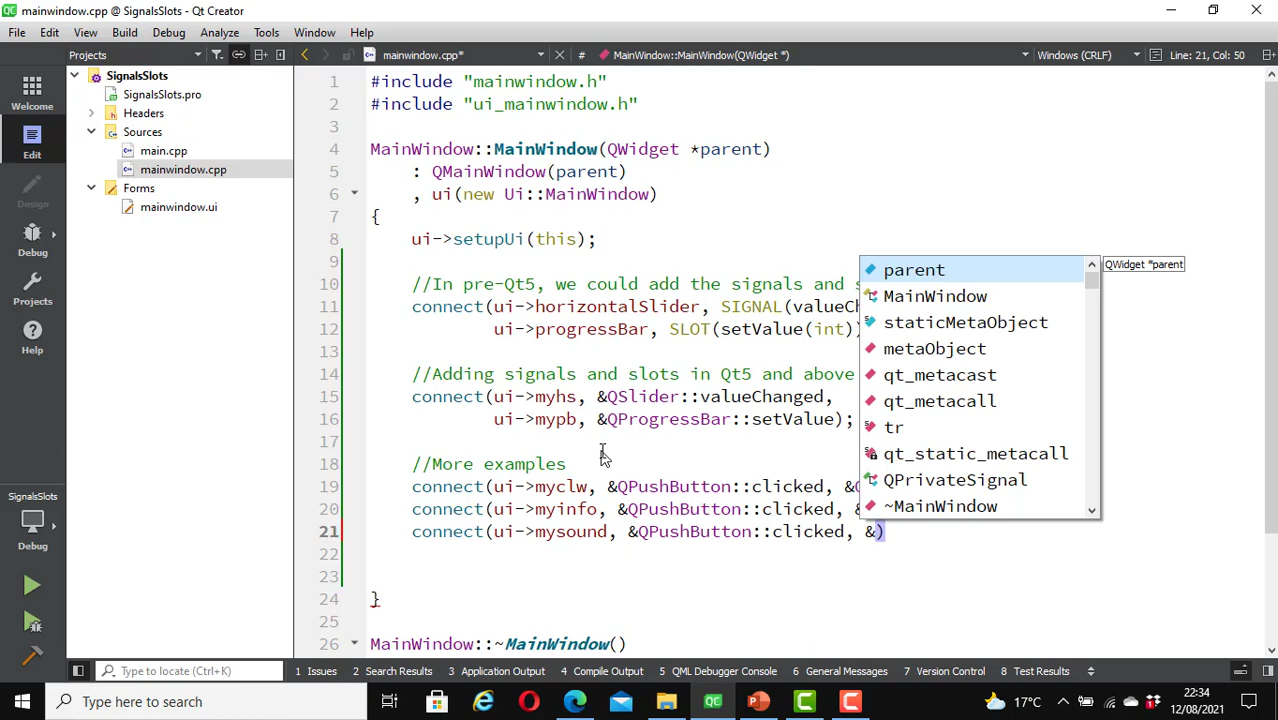 mainwindow.cpp @ SignalsSlots - Qt Creator
File Edit View Build Debug Analyze Tools Window Help
Projects mainwindow.cpp* # MainWindow::MainWindow(QWidget *) Windows (CRLF) Line: 21, Col: 50
Welcome
Edit
Design
Debug
Projects
Help
SignalsSlots
Debug
SignalsSlots
SignalsSlots.pro
Headers
Sources
main.cpp
mainwindow.cpp
Forms
mainwindow.ui
1 #include "mainwindow.h"
2 #include "ui_mainwindow.h"
3
4 MainWindow::MainWindow(QWidget *parent)
5 : QMainWindow(parent)
6 , ui(new Ui::MainWindow)
7 {
8 ui->setupUi(this);
9
10 //In pre-Qt5, we could add the signals and s
11 connect(ui->horizontalSlider, SIGNAL(valueCh
12 ui->progressBar, SLOT(setValue(int))
13
14 //Adding signals and slots in Qt5 and above
15 connect(ui->myhs, &QSlider::valueChanged,
16 ui->mypb, &QProgressBar::setValue);
17
18 //More examples
19 connect(ui->myclw, &QPushButton::clicked, &
20 connect(ui->myinfo, &QPushButton::clicked, &
21 connect(ui->mysound, &QPushButton::clicked, &)
22
23
24 }
25
26 MainWindow::~MainWindow()
parent
MainWindow
staticMetaObject
metaObject
qt_metacast
qt_metacall
tr
qt_static_metacall
QPrivateSignal
~MainWindow
QWidget *parent
Type to locate (Ctrl+K) 1 Issues 2 Search Results 3 Application Output 4 Compile Output 5 QML Debugger Console 6 General Messages 7 Version Control 8 Test Results
Type here to search
17°C
22:34
12/08/2021